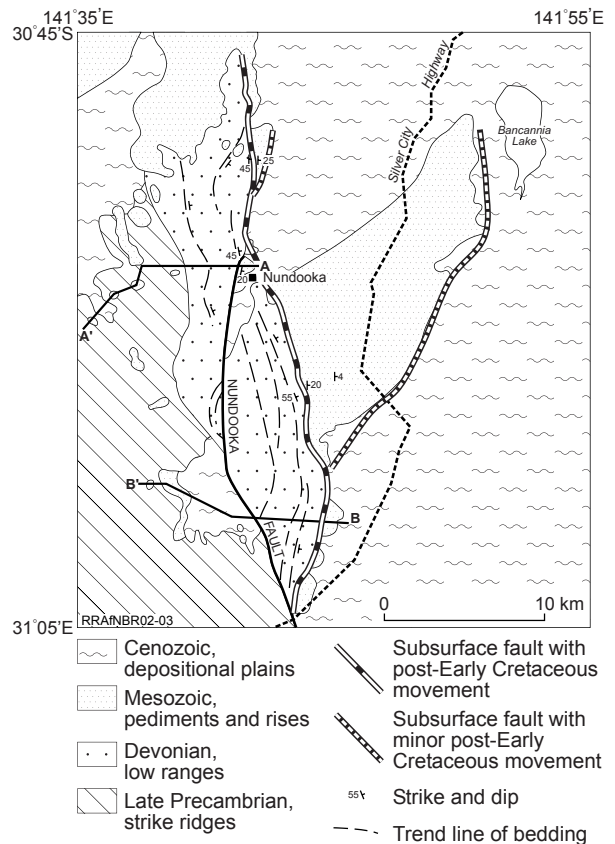 141°35´E
141°55´E
30°45´S
Highway
Silver City
Bancannia
Lake
45
25
45
A
20
Nundooka
A'
4
20
55
NUNDOOKA
B'
B
FAULT
RRAfNBR02-03
31°05´E
0
10 km
Cenozoic,
depositional plains
Mesozoic,
pediments and rises
Devonian,
low ranges
Late Precambrian,
strike ridges
Subsurface fault with
post-Early Cretaceous
movement
Subsurface fault with
minor post-Early
Cretaceous movement
55
Strike and dip
Trend line of bedding